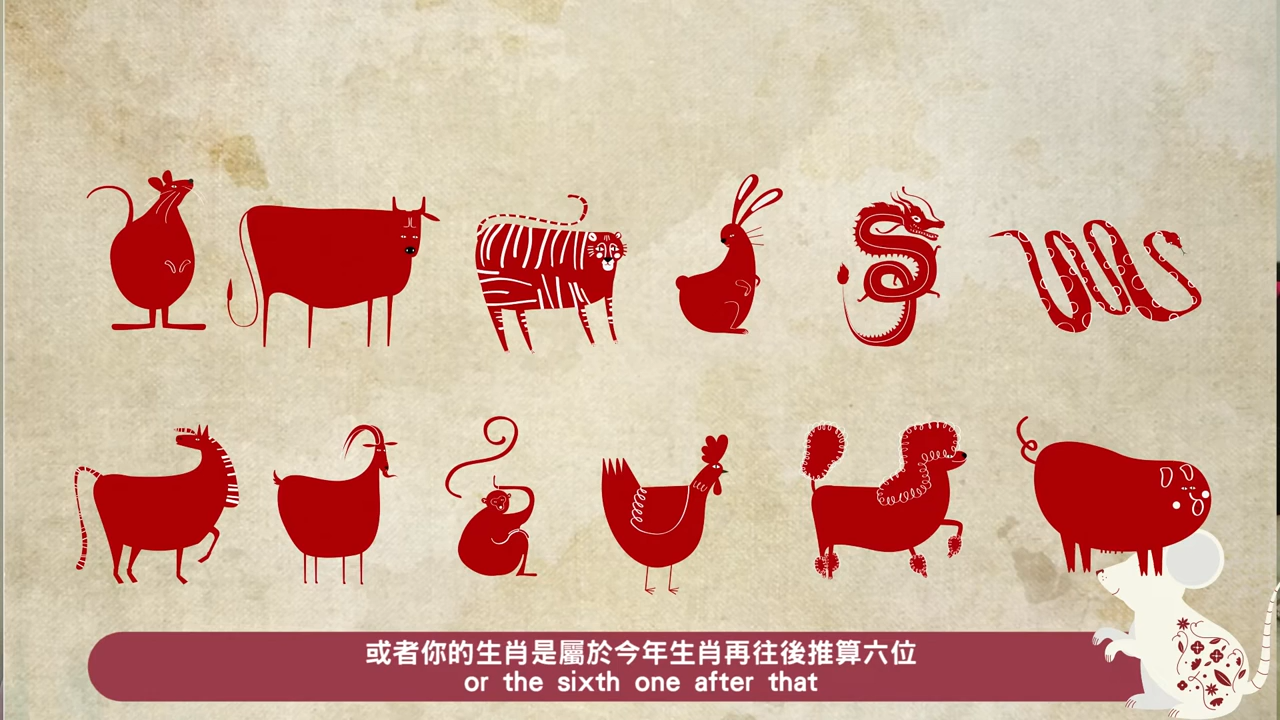 或者你的生肖是屬於今年生肖再往後推算六位
or the sixth one after that